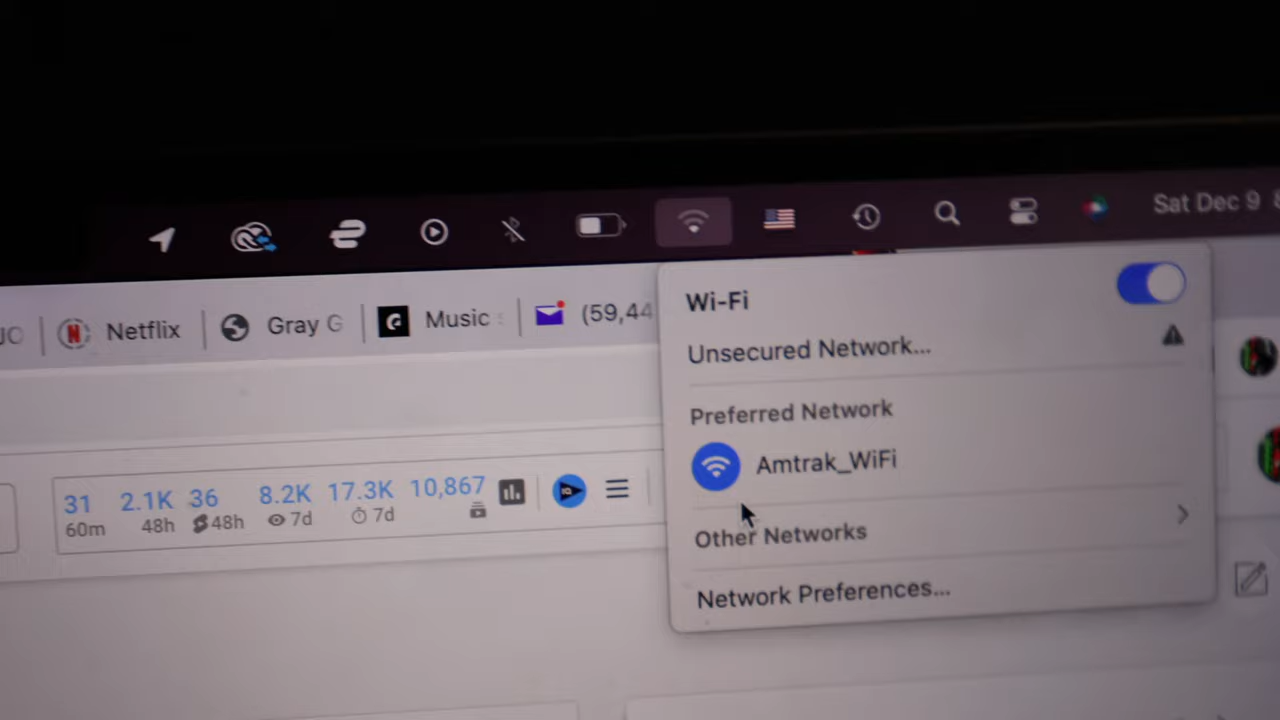 Sat Dec 9
Netflix
Gray G
Music
(59,44
Wi-Fi
Unsecured Network...
Preferred Network
Amtrak_WiFi
Other Networks
Network Preferences...
31 2.1K 36 8.2K 17.3K 10,867
60m 48h 48h 7d 7d